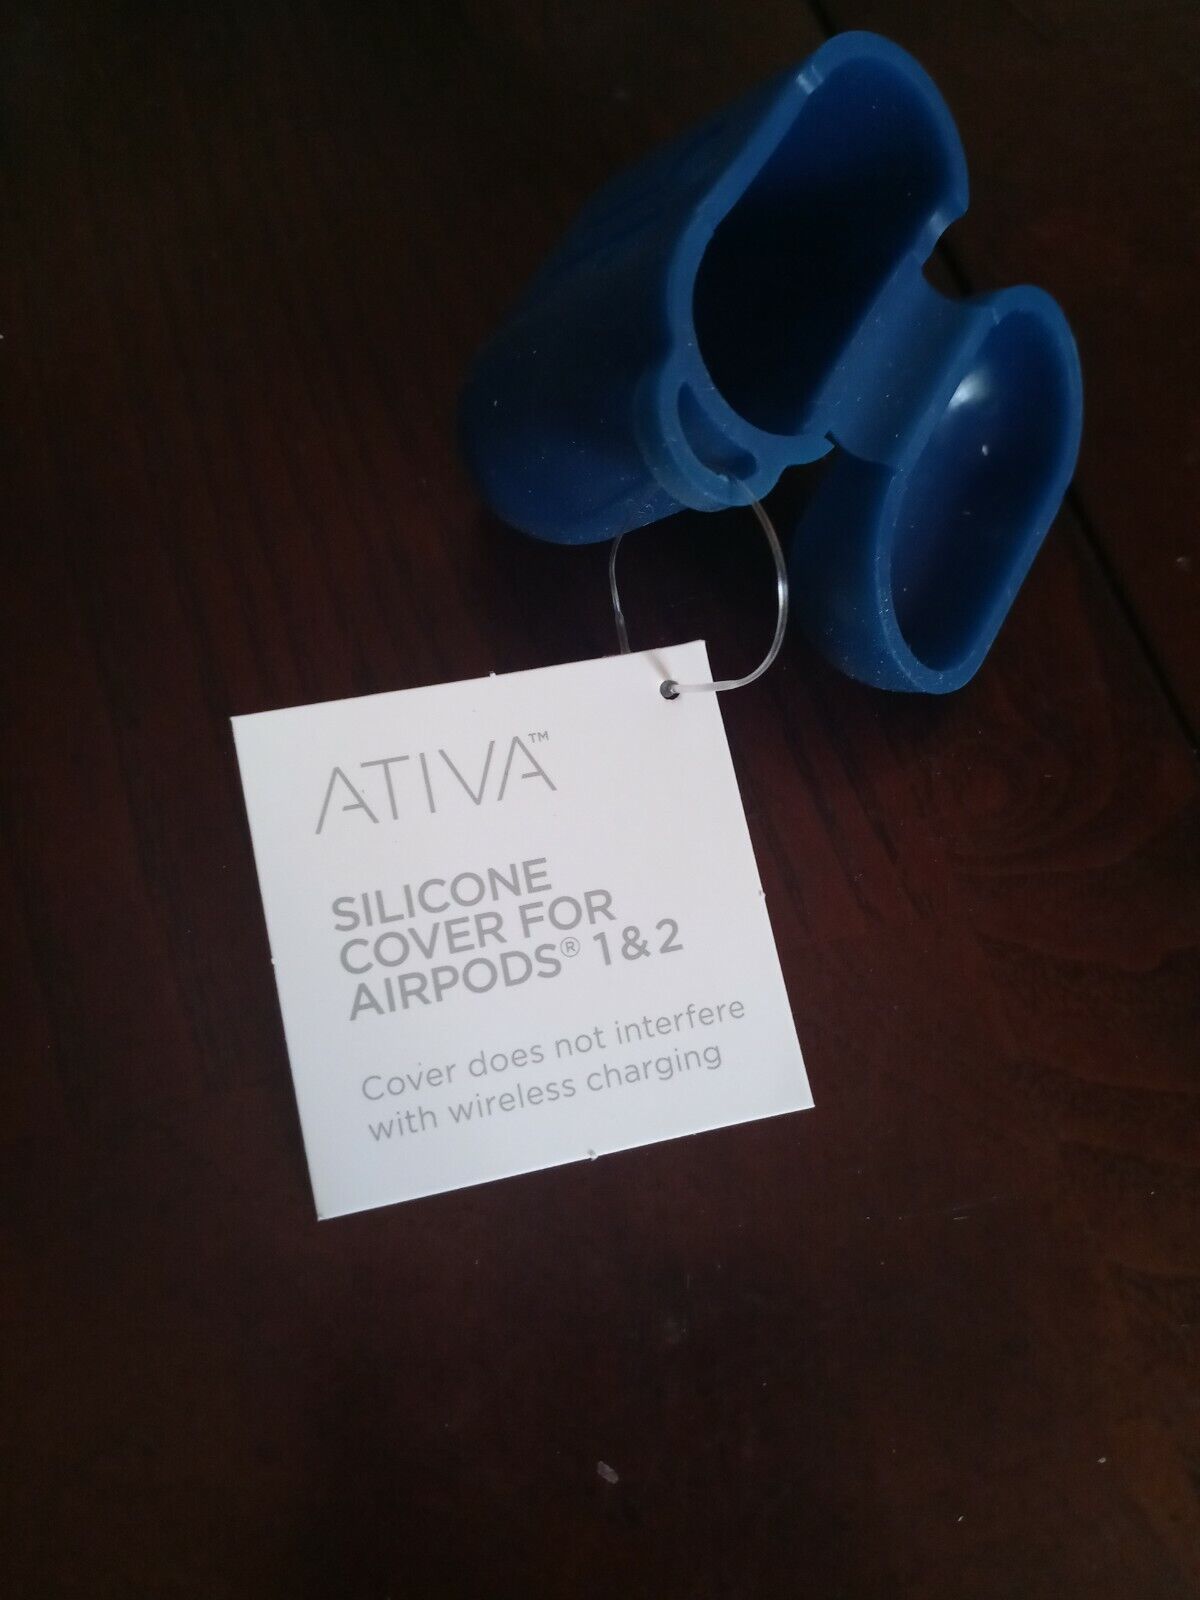 ATIVA™
SILICONE
COVER FOR
AIRPODS® 1 & 2
Cover does not interfere
with wireless charging